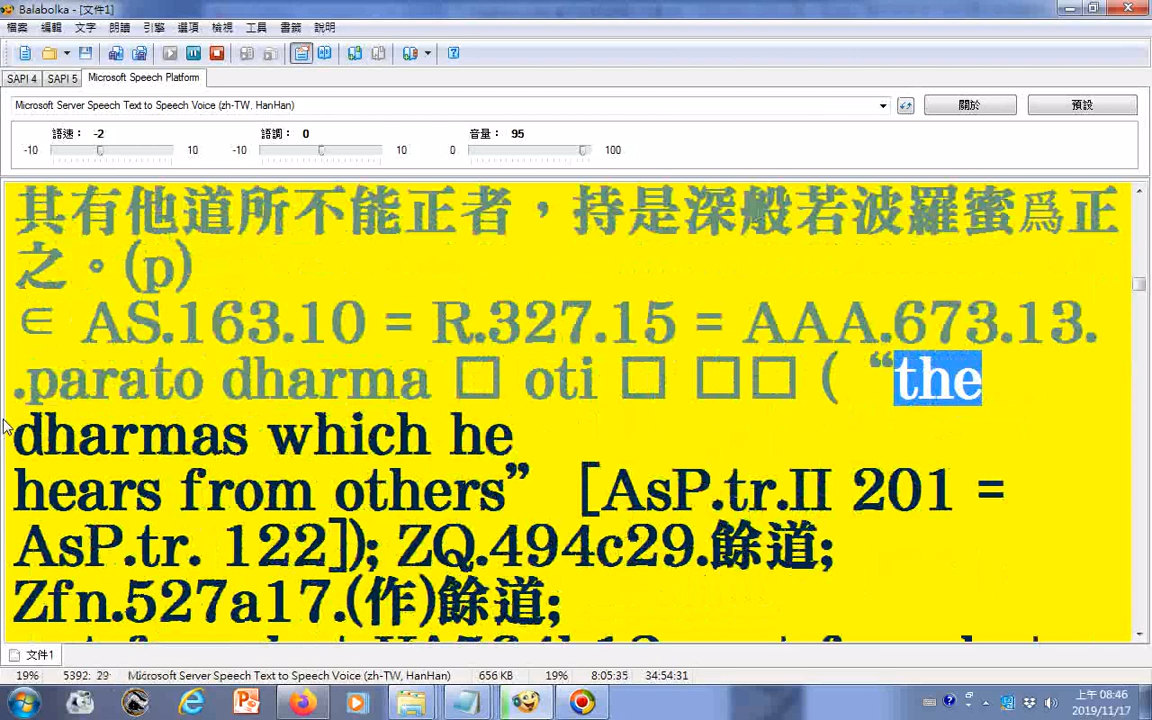 Balabolka - [文件1]
檔案 編輯 文字 朗讀 引擎 選項 檢視 工具 書籤 說明
SAPI 4 SAPI 5 Microsoft Speech Platform
Microsoft Server Speech Text to Speech Voice (zh-TW, HanHan)
關於 預設
語速： -2 語調： 0 音量： 95
-10 10 -10 10 0 100
其有他道所不能正者，持是深般若波羅蜜爲正
之。(p)
∈ AS.163.10 = R.327.15 = AAA.673.13.
.parato dharma □ oti □ □□ ( “the
dharmas which he
hears from others” [AsP.tr.II 201 =
AsP.tr. 122]); ZQ.494c29.餘道;
Zfn.527a17.(作)餘道;
文件1
19% 5392: 29 Microsoft Server Speech Text to Speech Voice (zh-TW, HanHan) 656 KB 19% 8:05:35 34:54:31
上午 08:46
2019/11/17